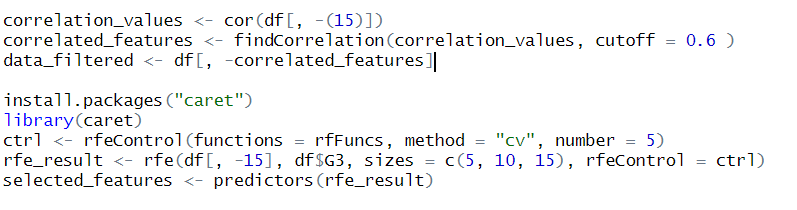 correlation_values <- cor(df[, -(15)])
correlated_features <- findCorrelation(correlation_values, cutoff = 0.6 )
data_filtered <- df[, -correlated_features]
install.packages("caret")
library(caret)
ctrl <- rfeControl(functions = rfFuncs, method = "cv", number = 5)
rfe_result <- rfe(df[, -15], df$G3, sizes = c(5, 10, 15), rfeControl = ctrl)
selected_features <- predictors(rfe_result)